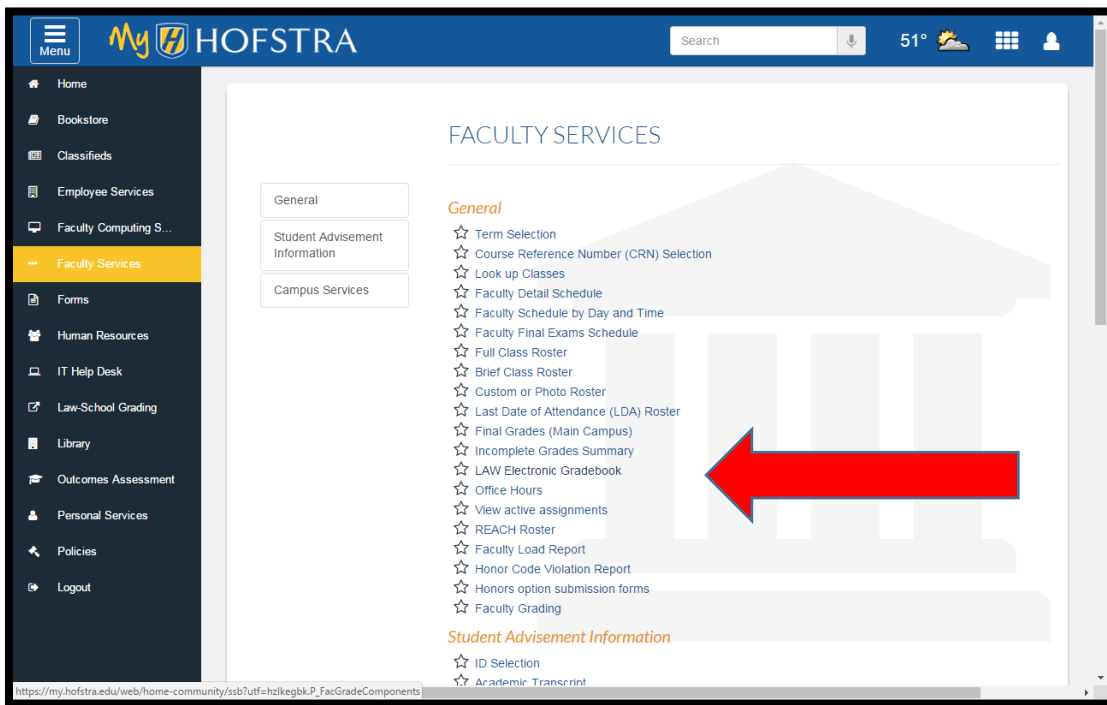 Menu
My HOFSTRA
Search
51°
Home
Bookstore
Classifieds
Employee Services
Faculty Computing S...
Faculty Services
Forms
Human Resources
IT Help Desk
Law-School Grading
Library
Outcomes Assessment
Personal Services
Policies
Logout
FACULTY SERVICES
General
Student Advisement
Information
Campus Services
General
Term Selection
Course Reference Number (CRN) Selection
Look up Classes
Faculty Detail Schedule
Faculty Schedule by Day and Time
Faculty Final Exams Schedule
Full Class Roster
Brief Class Roster
Custom or Photo Roster
Last Date of Attendance (LDA) Roster
Final Grades (Main Campus)
Incomplete Grades Summary
LAW Electronic Gradebook
Office Hours
View active assignments
REACH Roster
Faculty Load Report
Honor Code Violation Report
Honors option submission forms
Faculty Grading
Student Advisement Information
ID Selection
Academic Transcript
https://my.hofstra.edu/web/home-community/ssb?utf=hzlkegbk.P_FacGradeComponents